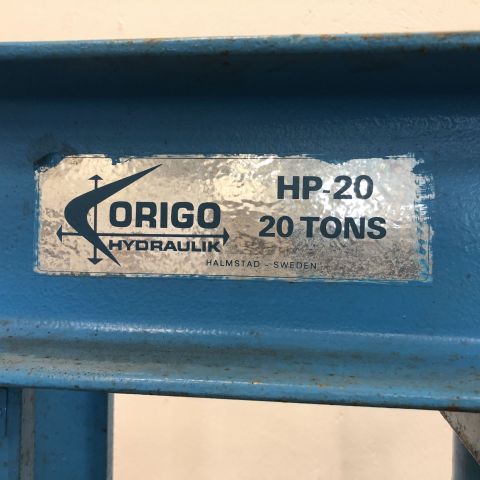 ORIGO
HYDRAULIK
HP-20
20 TONS
HALMSTAD - SWEDEN